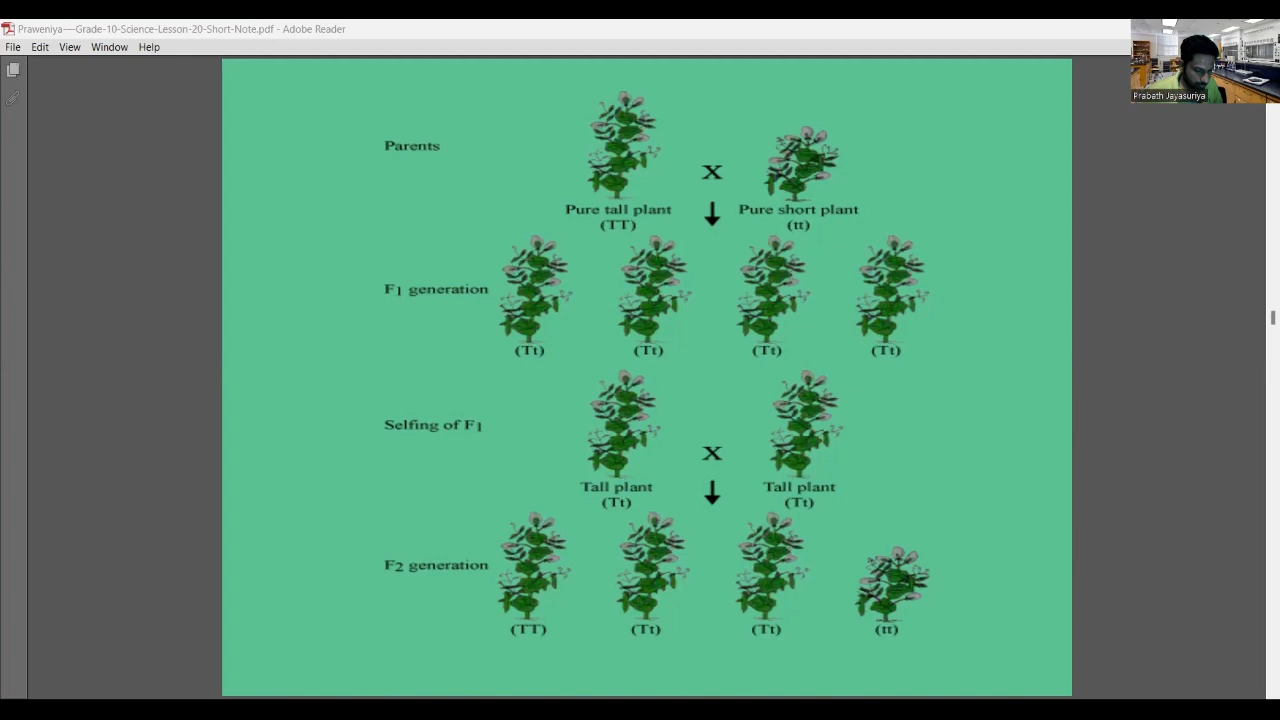 Praweniya----Grade-10-Science-Lesson-20-Short-Note.pdf - Adobe Reader
File Edit View Window Help
Prabath Jayasuriya
Parents
X
Pure tall plant Pure short plant
(TT) (tt)
F1 generation
(Tt) (Tt) (Tt) (Tt)
Selfing of F1
X
Tall plant Tall plant
(Tt) (Tt)
F2 generation
(TT) (Tt) (Tt) (tt)